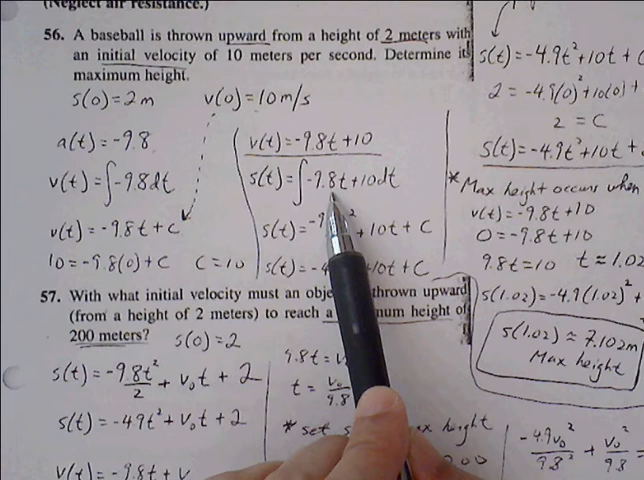 (Neglect air resistance.)
56. A baseball is thrown upward from a height of 2 meters with
an initial velocity of 10 meters per second. Determine its
maximum height.
s(0)=2m v(0)=10m/s
a(t)=-9.8
v(t)=∫-9.8dt
v(t)=-9.8t+C
10=-9.8(0)+C C=10
v(t)=-9.8t+10
s(t)=∫-9.8t+10dt
s(t)= + 10t + C
+10t+C
s(t)=-4.9t²+10t+C
2=-4.9(0)²+10(0)+
2=C
s(t)=-4.9t²+10t+
*Max height occurs when
v(t)=-9.8t+10
0=-9.8t+10
9.8t=10 t≈1.02
s(1.02)=-4.9(1.02)²+
s(1.02)≈7.102m
Max height
57. With what initial velocity must an thrown upward
(from a height of 2 meters) to reach a height of
200 meters? s(0)=2
s(t)=-9.8t²/2+v₀t+2
s(t)=-4.9t²+v₀t+2
v(t)=-9.8t+v
9.8t=v
t=v₀/9.8
*set height
-4.9v₀²/9.8²+v₀²/9.8=